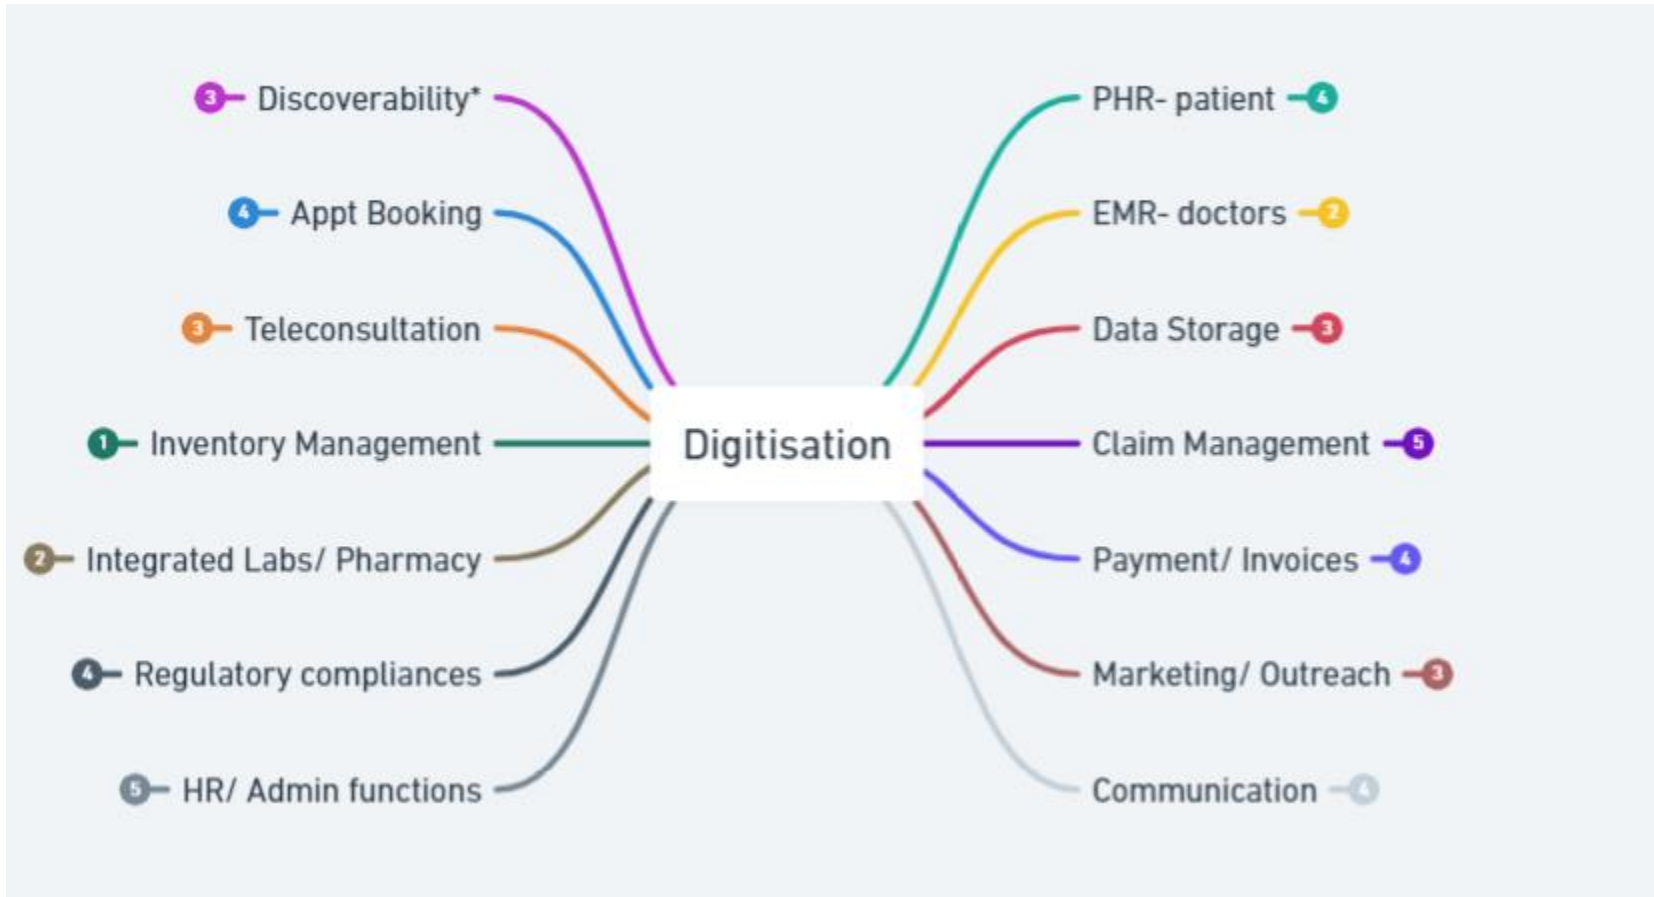 3 Discoverability*
4 Appt Booking
3 Teleconsultation
1 Inventory Management
2 Integrated Labs/ Pharmacy
4 Regulatory compliances
5 HR/ Admin functions
Digitisation
PHR- patient 4
EMR- doctors 2
Data Storage 3
Claim Management 5
Payment/ Invoices 4
Marketing/ Outreach 3
Communication 4